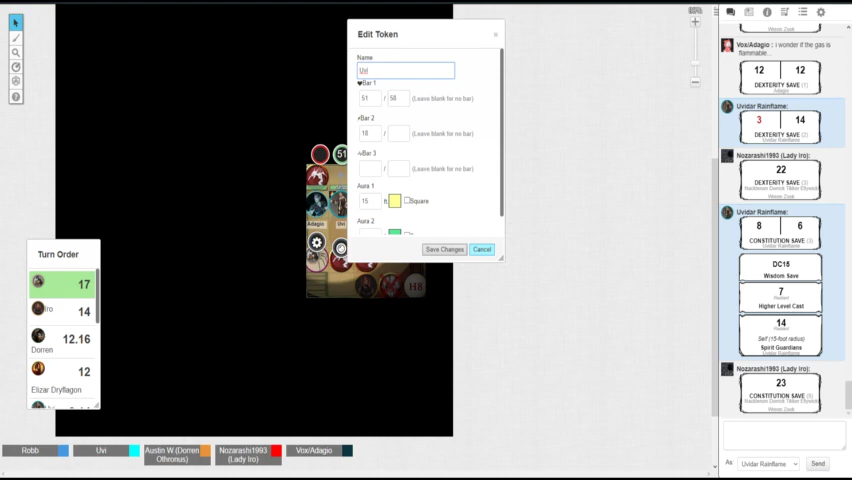 Edit Token
×
Name
Uvi
Bar 1
51 / 58 (Leave blank for no bar)
Bar 2
18 / (Leave blank for no bar)
Bar 3
/ (Leave blank for no bar)
Aura 1
15 ft. Square
Aura 2
Save Changes
Cancel
51
Adagio
Uvi
HB
Turn Order
17
Iro
14
12.16
Dorren
12
Elizar Dryflagon
Robb
Uvi
Austin W.(Dorren Othronus)
Nozarashi1993 (Lady Iro)
Vox/Adagio
Vox/Adagio : I wonder if the gas is
flammable...
12 12
DEXTERITY SAVE (1)
Adagio
Uvidar Rainflame:
3 14
DEXTERITY SAVE (2)
Uvidar Rainflame
Nozarashi1993 (Lady Iro):
22
DEXTERITY SAVE (3)
Uvidar Rainflame:
8 6
CONSTITUTION SAVE (3)
Uvidar Rainflame
DC15
Wisdom Save
7
Radiant
Higher Level Cast
14
Radiant
Self (15-foot radius)
Spirit Guardians
Uvidar Rainflame
Nozarashi1993 (Lady Iro):
23
CONSTITUTION SAVE (5)
As: Uvidar Rainflame
Send